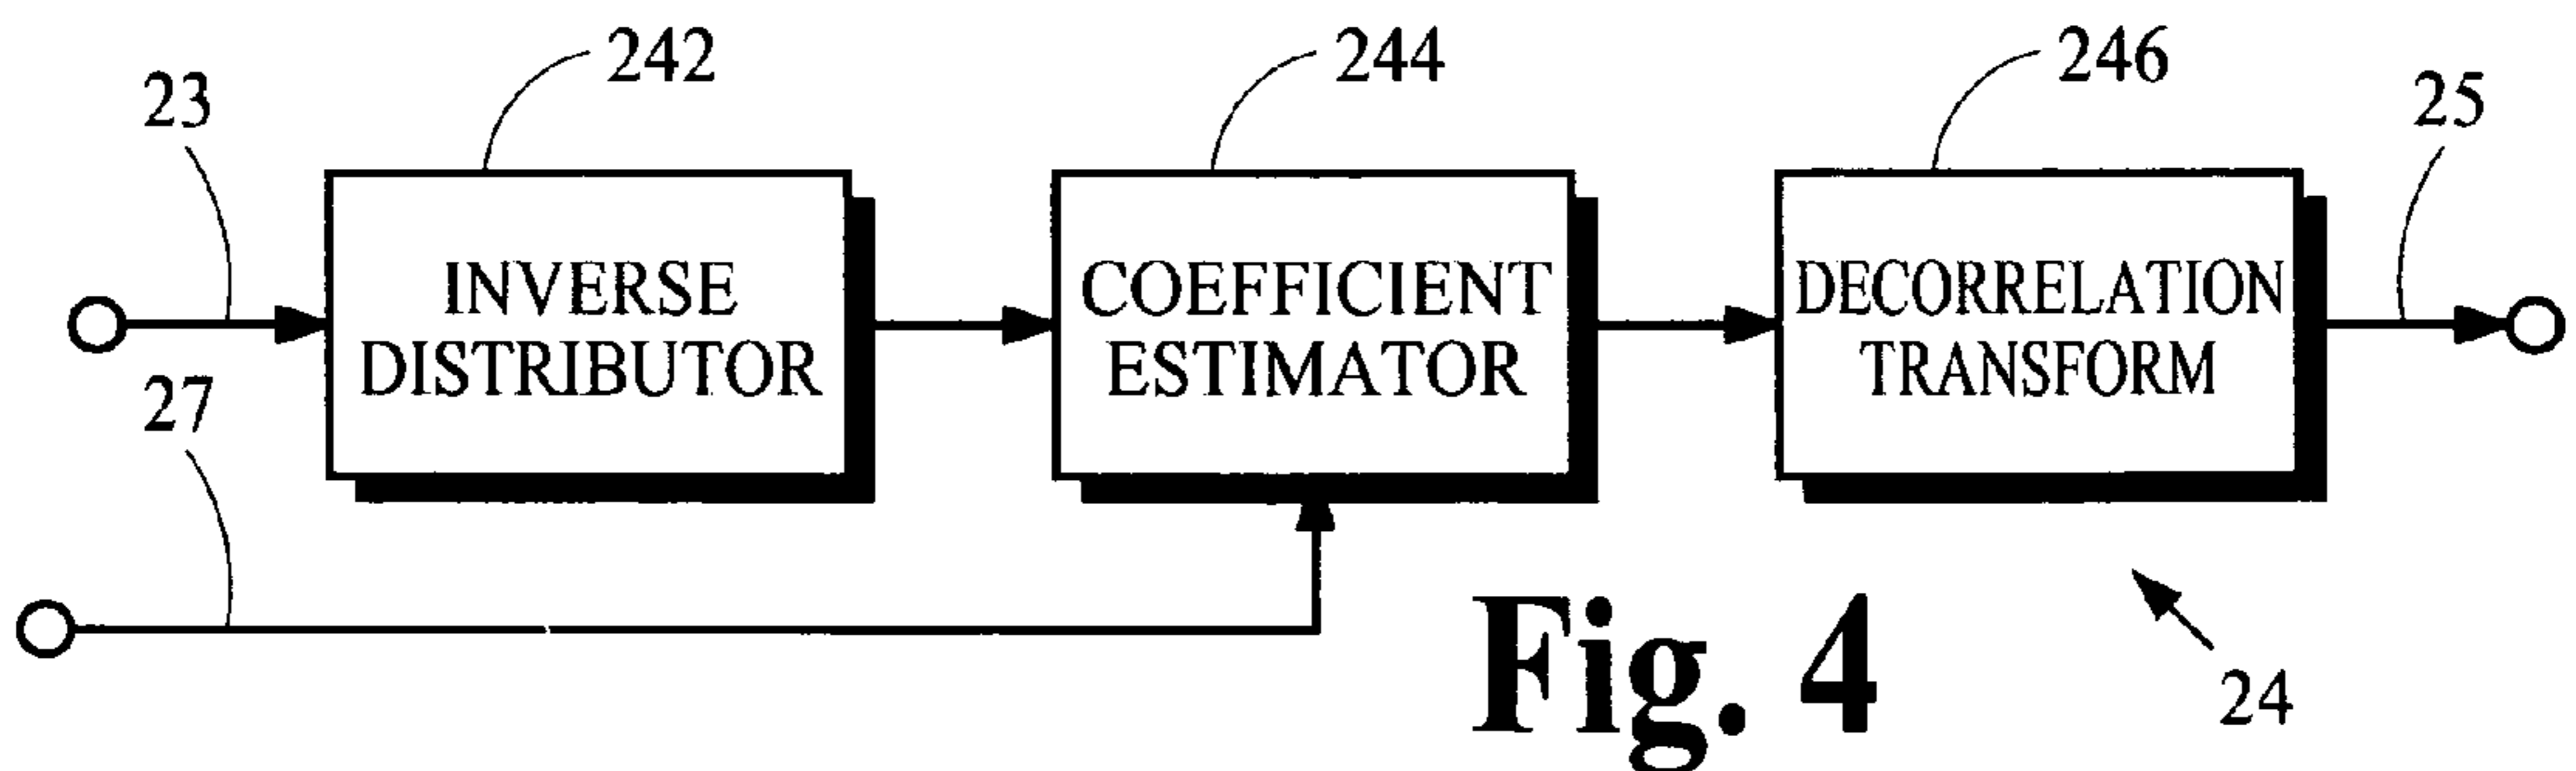 242
244
246
23
25
INVERSE
DISTRIBUTOR
COEFFICIENT
ESTIMATOR
DECORRELATION
TRANSFORM
27
Fig. 4
24